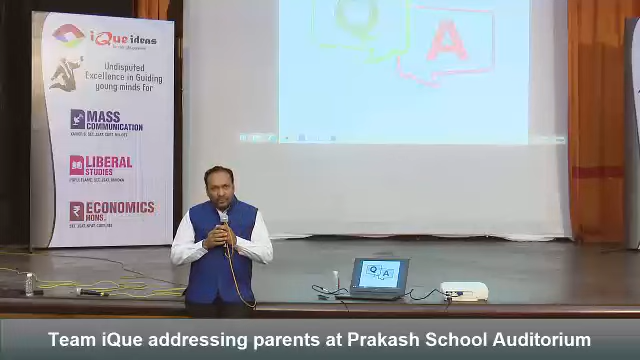 iQue ideas
Undisputed
Excellence in Guiding
young minds for
MASS
COMMUNICATION
LIBERAL
STUDIES
ECONOMICS
HONS.
Q A
Q A
Team iQue addressing parents at Prakash School Auditorium